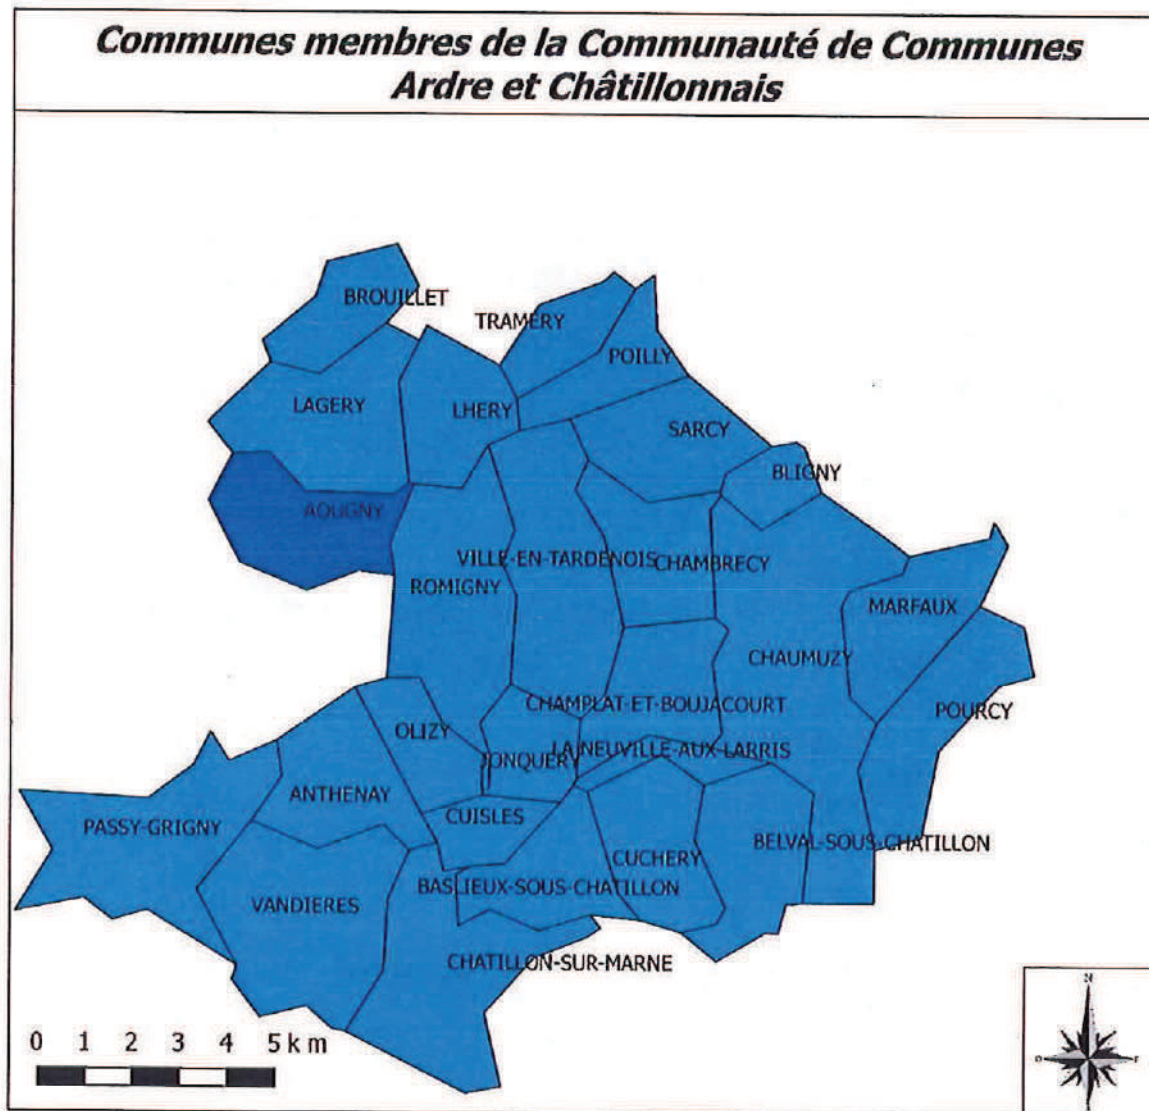 Communes membres de la Communauté de Communes
Ardre et Châtillonnais
BROUILLET
TRAMERY
POILLY
LAGERY
LHERY
SARCY
BLIGNY
AOUGNY
VILLE-EN-TARDENOIS
CHAMBRECY
ROMIGNY
MARFAUX
CHAUMUZY
CHAMPLAT-ET-BOUJACOURT
POURCY
OLIZY
LA NEUVILLE-AUX-LARRIS
JONQUERY
ANTHENAY
CUISLES
PASSY-GRIGNY
BELVAL-SOUS-CHATILLON
CUCHERY
BASLIEUX-SOUS-CHATILLON
VANDIERES
CHATILLON-SUR-MARNE
0 1 2 3 4 5 km
N